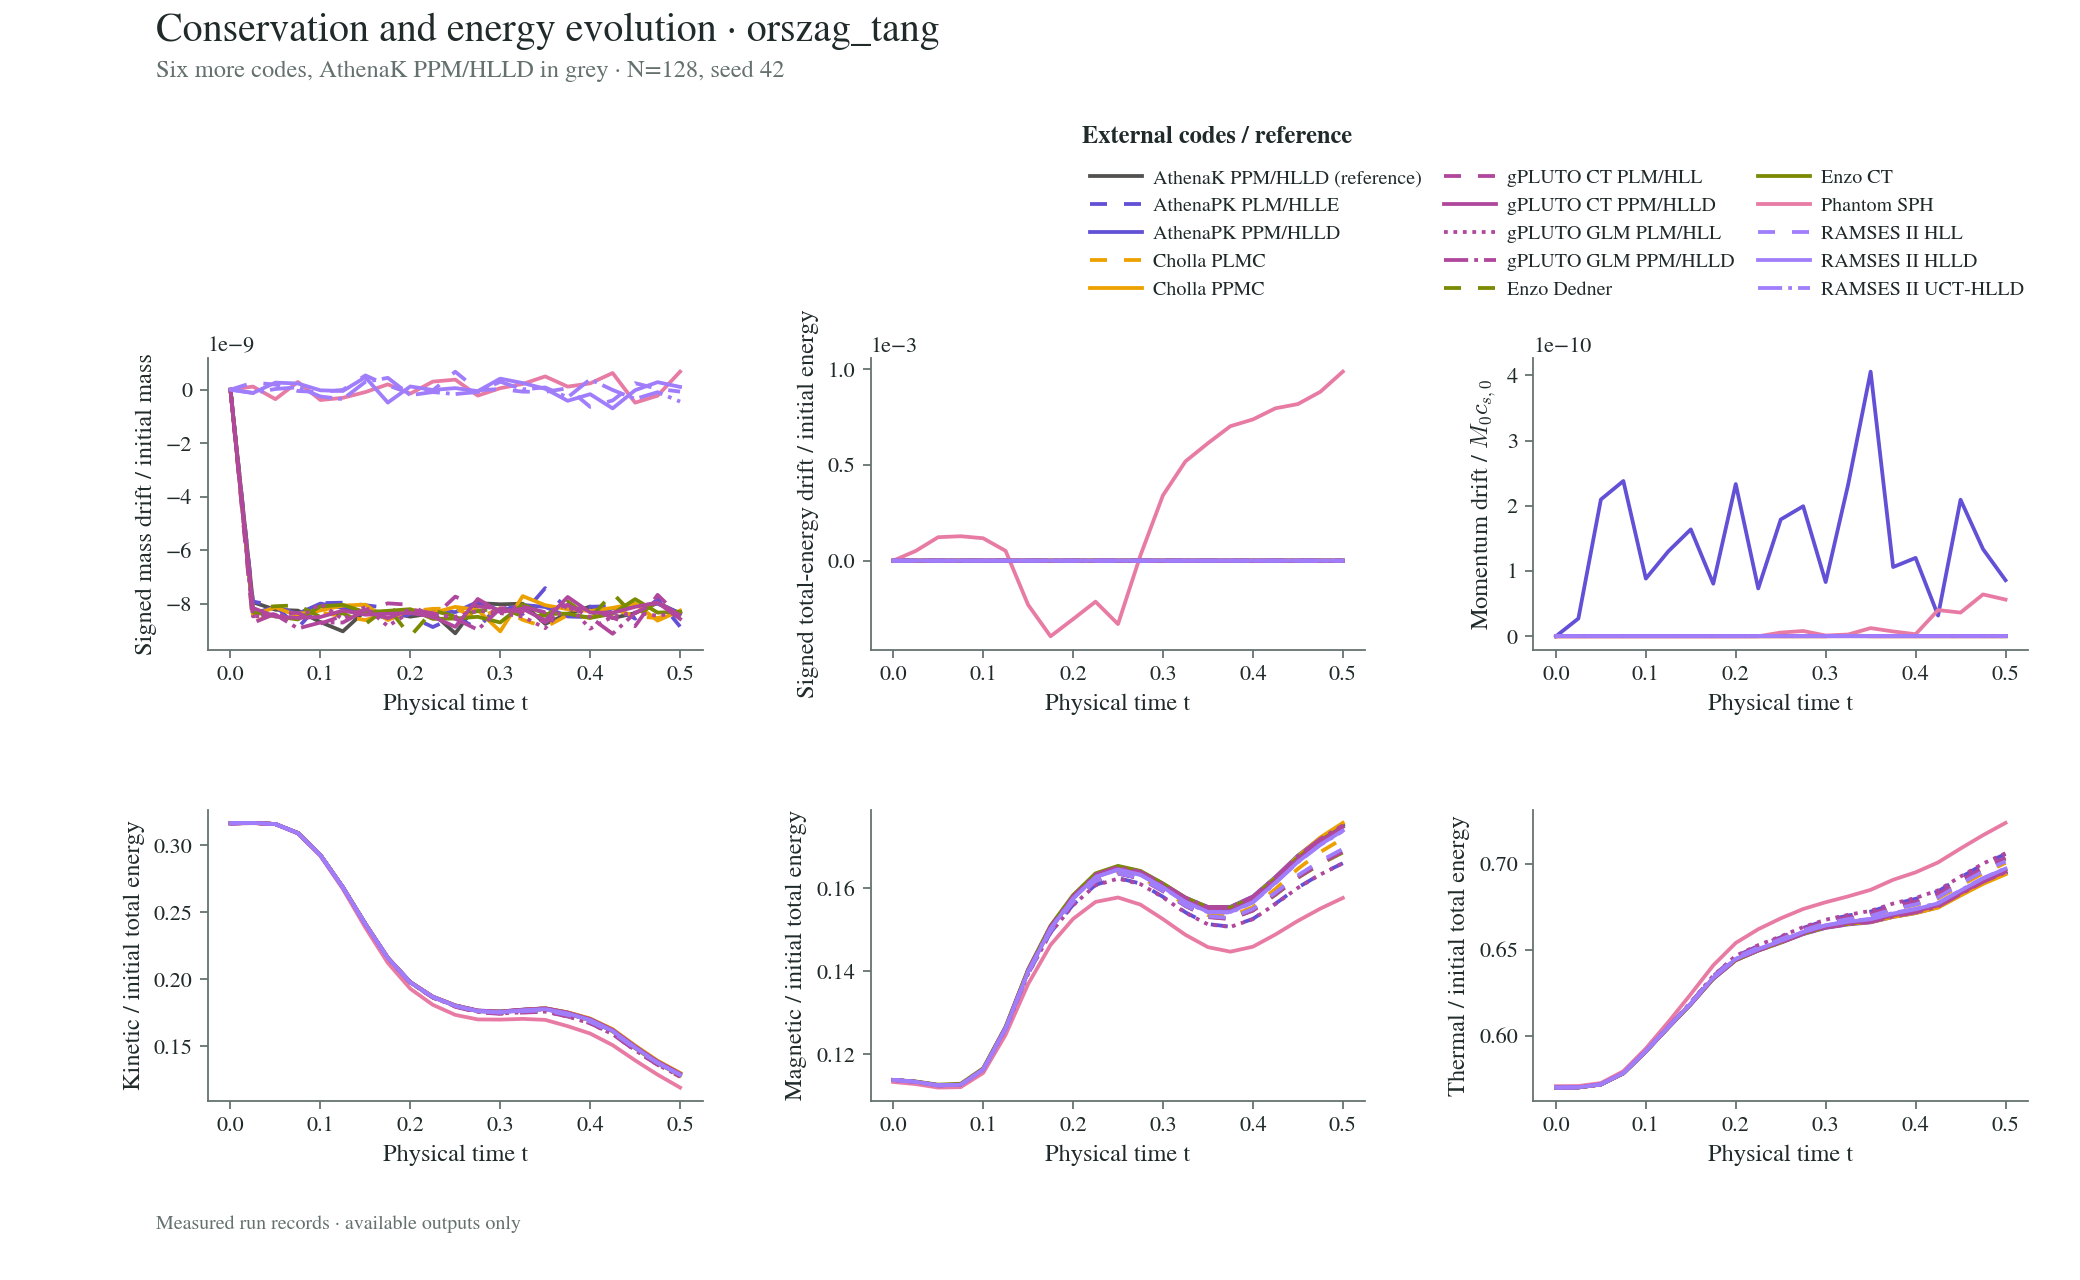 Conservation and energy evolution · orszag_tang
Six more codes, AthenaK PPM/HLLD in grey · N=128, seed 42
External codes / reference
AthenaK PPM/HLLD (reference)
AthenaPK PLM/HLLE
AthenaPK PPM/HLLD
Cholla PLMC
Cholla PPMC
gPLUTO CT PLM/HLL
gPLUTO CT PPM/HLLD
gPLUTO GLM PLM/HLL
gPLUTO GLM PPM/HLLD
Enzo Dedner
Enzo CT
Phantom SPH
RAMSES II HLL
RAMSES II HLLD
RAMSES II UCT-HLLD
Signed mass drift / initial mass
1e−9
0
−2
−4
−6
−8
0.0 0.1 0.2 0.3 0.4 0.5
Physical time t
Signed total-energy drift / initial energy
1e−3
1.0
0.5
0.0
0.0 0.1 0.2 0.3 0.4 0.5
Physical time t
Momentum drift / M₀cₛ,₀
1e−10
4
3
2
1
0
0.0 0.1 0.2 0.3 0.4 0.5
Physical time t
Kinetic / initial total energy
0.30
0.25
0.20
0.15
0.0 0.1 0.2 0.3 0.4 0.5
Physical time t
Magnetic / initial total energy
0.16
0.14
0.12
0.0 0.1 0.2 0.3 0.4 0.5
Physical time t
Thermal / initial total energy
0.70
0.65
0.60
0.0 0.1 0.2 0.3 0.4 0.5
Physical time t
Measured run records · available outputs only